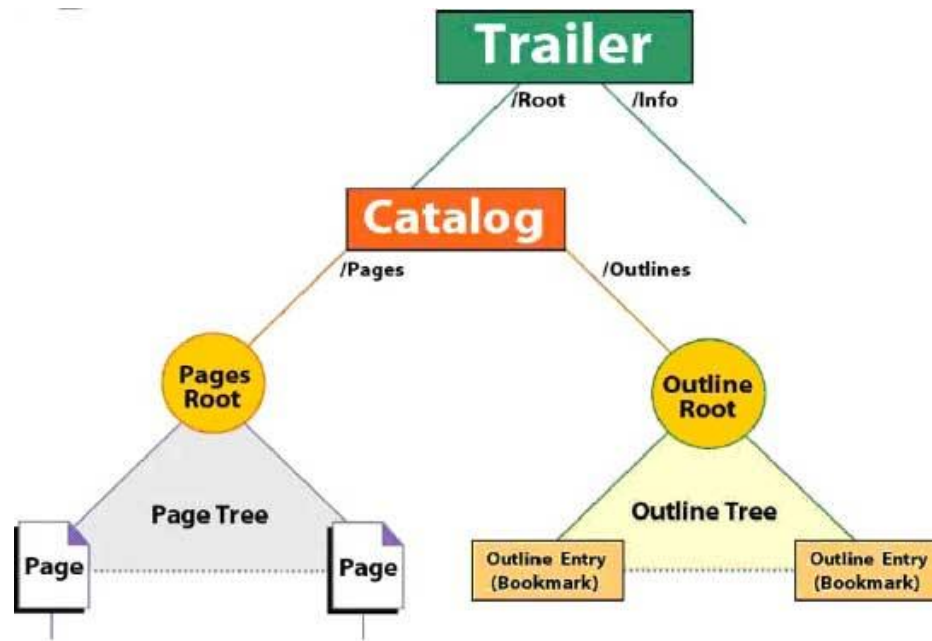 Trailer
/Root
/Info
Catalog
/Pages
/Outlines
Pages
Root
Outline
Root
Page Tree
Outline Tree
Page
Page
Outline Entry
(Bookmark)
Outline Entry
(Bookmark)